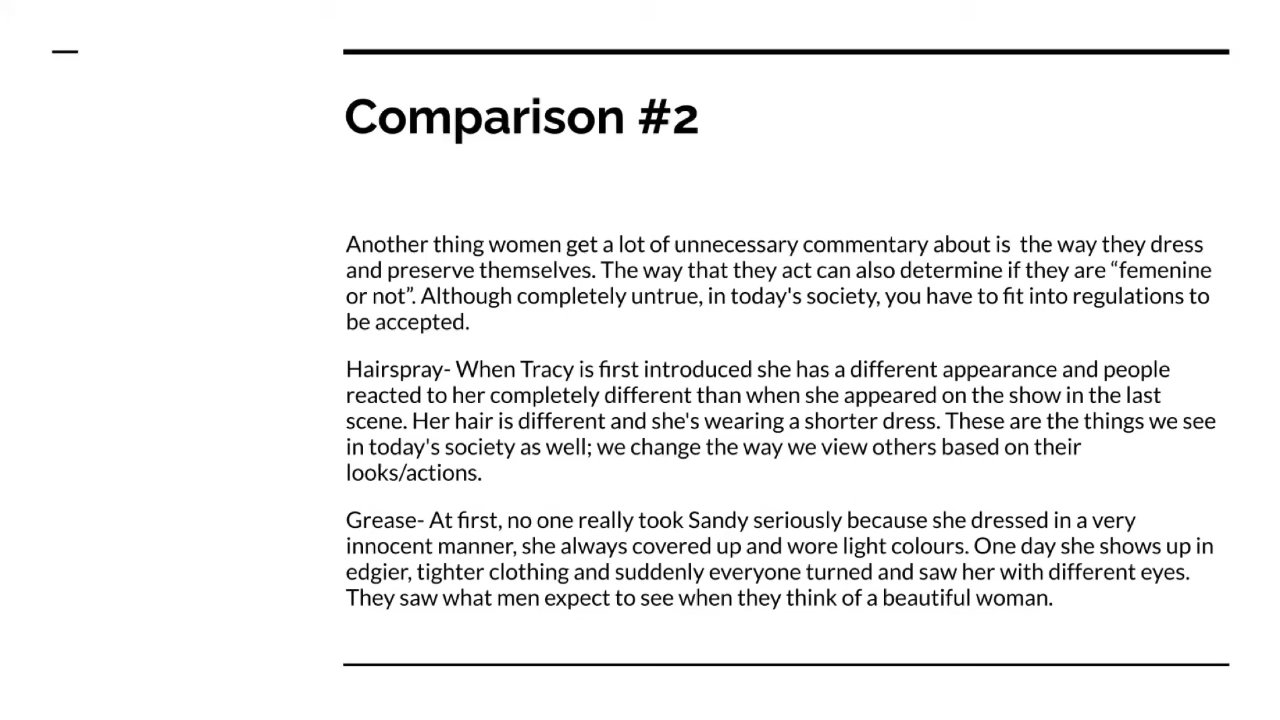 Comparison #2
Another thing women get a lot of unnecessary commentary about is  the way they dress
and preserve themselves. The way that they act can also determine if they are “femenine
or not”. Although completely untrue, in today's society, you have to fit into regulations to
be accepted.
Hairspray- When Tracy is first introduced she has a different appearance and people
reacted to her completely different than when she appeared on the show in the last
scene. Her hair is different and she's wearing a shorter dress. These are the things we see
in today's society as well; we change the way we view others based on their
looks/actions.
Grease- At first, no one really took Sandy seriously because she dressed in a very
innocent manner, she always covered up and wore light colours. One day she shows up in
edgier, tighter clothing and suddenly everyone turned and saw her with different eyes.
They saw what men expect to see when they think of a beautiful woman.